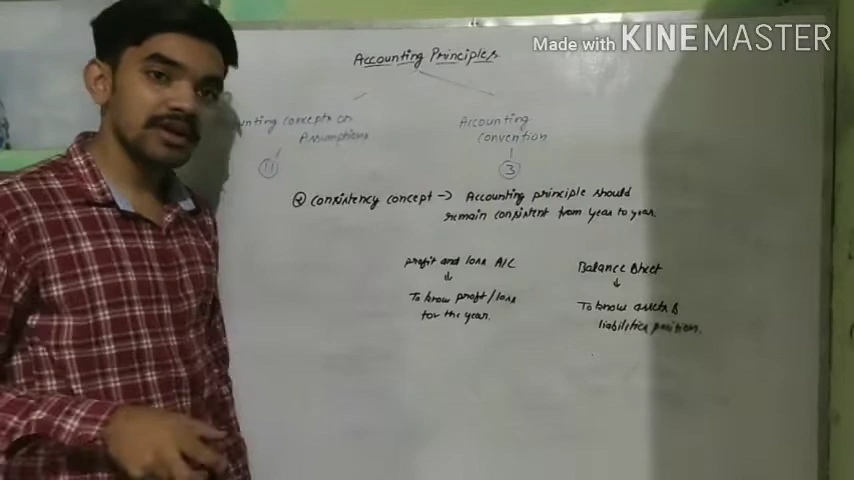 Made with KINEMASTER
Accounting Principles
unting concepts or
Assumptions
Accounting
Convention
11
3
② Consistency concept → Accounting principle should
remain consistent from year to year.
Profit and loss A/C
Balance Sheet
↓
↓
To know profit/loss
for the year.
To know assets &
liabilities position.